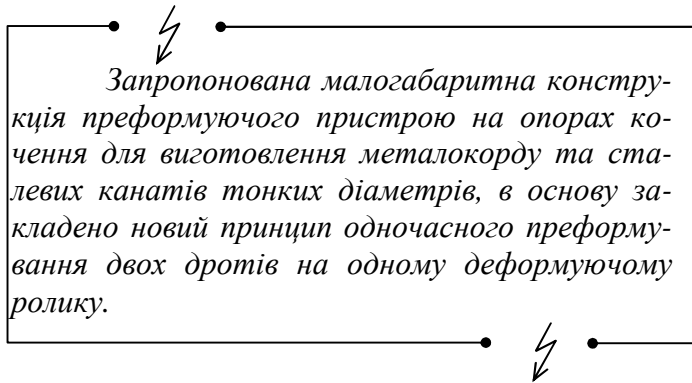 Запропонована малогабаритна констру-
кція преформуючого пристрою на опорах ко-
чення для виготовлення металокорду та ста-
левих канатів тонких діаметрів, в основу за-
кладено новий принцип одночасного преформу-
вання двох дротів на одному деформуючому
ролику.